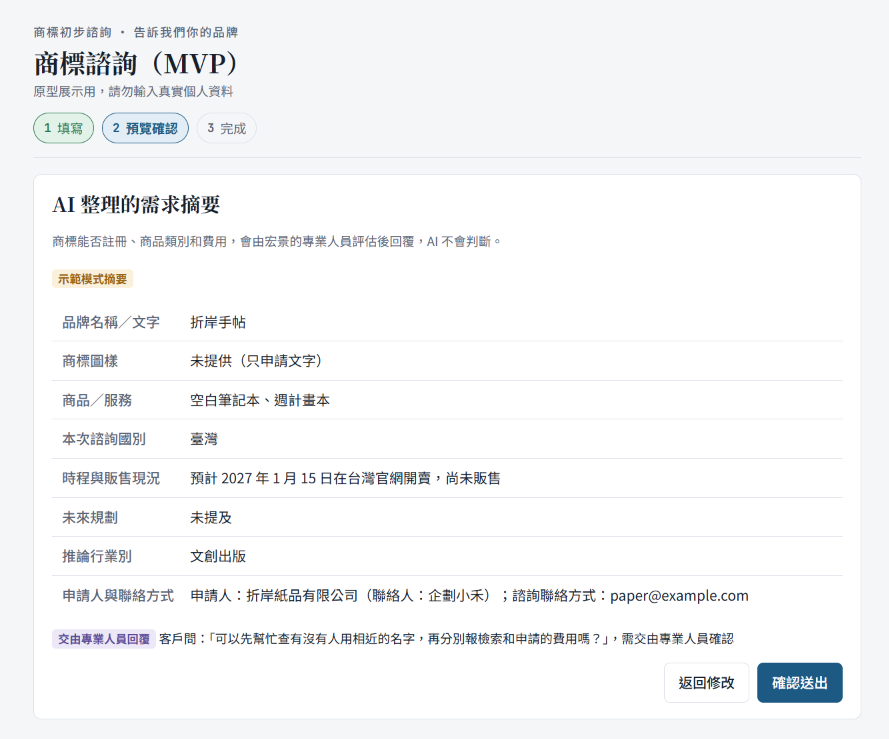 商標初步諮詢 · 告訴我們你的品牌
商標諮詢（MVP）
原型展示用，請勿輸入真實個人資料
1 填寫 2 預覽確認 3 完成
AI 整理的需求摘要
商標能否註冊、商品類別和費用，會由宏景的專業人員評估後回覆，AI 不會判斷。
示範模式摘要
品牌名稱／文字 折岸手帖
商標圖樣 未提供（只申請文字）
商品／服務 空白筆記本、週計畫本
本次諮詢國別 臺灣
時程與販售現況 預計 2027 年 1 月 15 日在台灣官網開賣，尚未販售
未來規劃 未提及
推論行業別 文創出版
申請人與聯絡方式 申請人：折岸紙品有限公司（聯絡人：企劃小禾）；諮詢聯絡方式：paper@example.com
交由專業人員回覆 客戶問：「可以先幫忙查有沒有人用相近的名字，再分別報檢索和申請的費用嗎？」，需交由專業人員確認
返回修改 確認送出